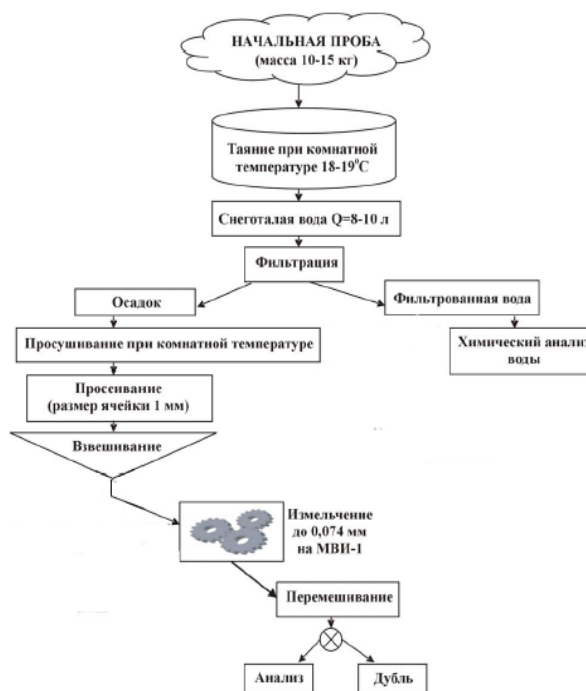 НАЧАЛЬНАЯ ПРОБА
(масса 10-15 кг)
Таяние при комнатной
температуре 18-19⁰С
Снеготалая вода Q=8-10 л
Фильтрация
Осадок
Фильтрованная вода
Просушивание при комнатной температуре
Химический анализ
воды
Просеивание
(размер ячейки 1 мм)
Взвешивание
Измельчение
до 0,074 мм
на МВИ-1
Перемешивание
Анализ
Дубль